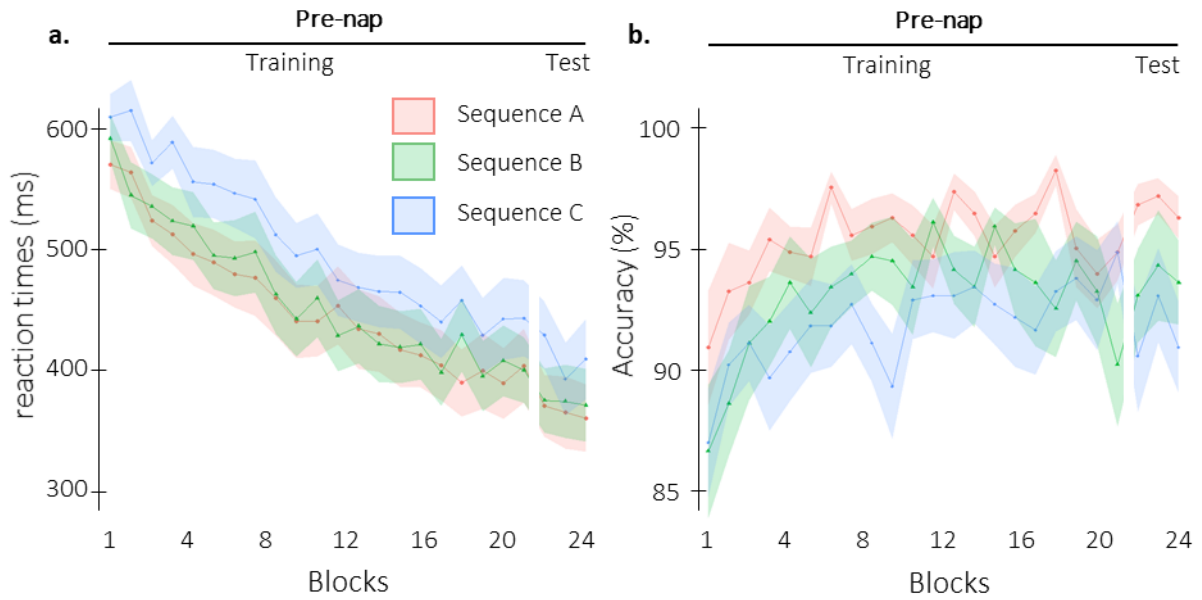 a.
Pre-nap
Training
Test
Sequence A
Sequence B
Sequence C
reaction times (ms)
600
500
400
300
1 4 8 12 16 20 24
Blocks
b.
Pre-nap
Training
Test
Accuracy (%)
100
95
90
85
1 4 8 12 16 20 24
Blocks